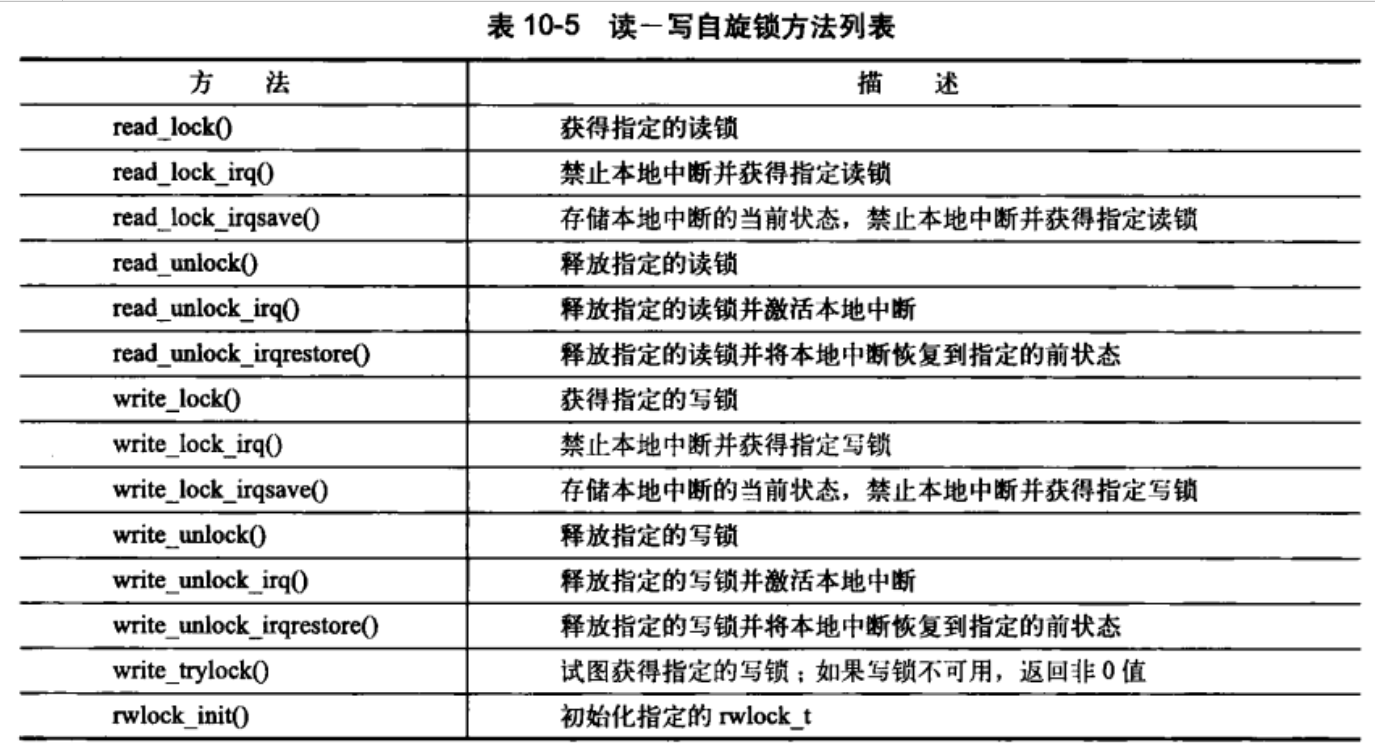 表 10-5 读—写自旋锁方法列表
方 法 描 述
read_lock() 获得指定的读锁
read_lock_irq() 禁止本地中断并获得指定读锁
read_lock_irqsave() 存储本地中断的当前状态，禁止本地中断并获得指定读锁
read_unlock() 释放指定的读锁
read_unlock_irq() 释放指定的读锁并激活本地中断
read_unlock_irqrestore() 释放指定的读锁并将本地中断恢复到指定的前状态
write_lock() 获得指定的写锁
write_lock_irq() 禁止本地中断并获得指定写锁
write_lock_irqsave() 存储本地中断的当前状态，禁止本地中断并获得指定写锁
write_unlock() 释放指定的写锁
write_unlock_irq() 释放指定的写锁并激活本地中断
write_unlock_irqrestore() 释放指定的写锁并将本地中断恢复到指定的前状态
write_trylock() 试图获得指定的写锁；如果写锁不可用，返回非 0 值
rwlock_init() 初始化指定的 rwlock_t